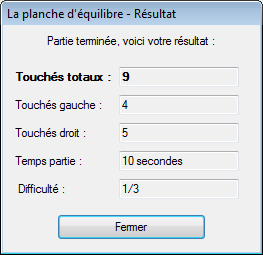 La planche d'équilibre - Résultat
Partie terminée, voici votre résultat :
Touchés totaux : 9
Touchés gauche : 4
Touchés droit : 5
Temps partie : 10 secondes
Difficulté : 1/3
Fermer